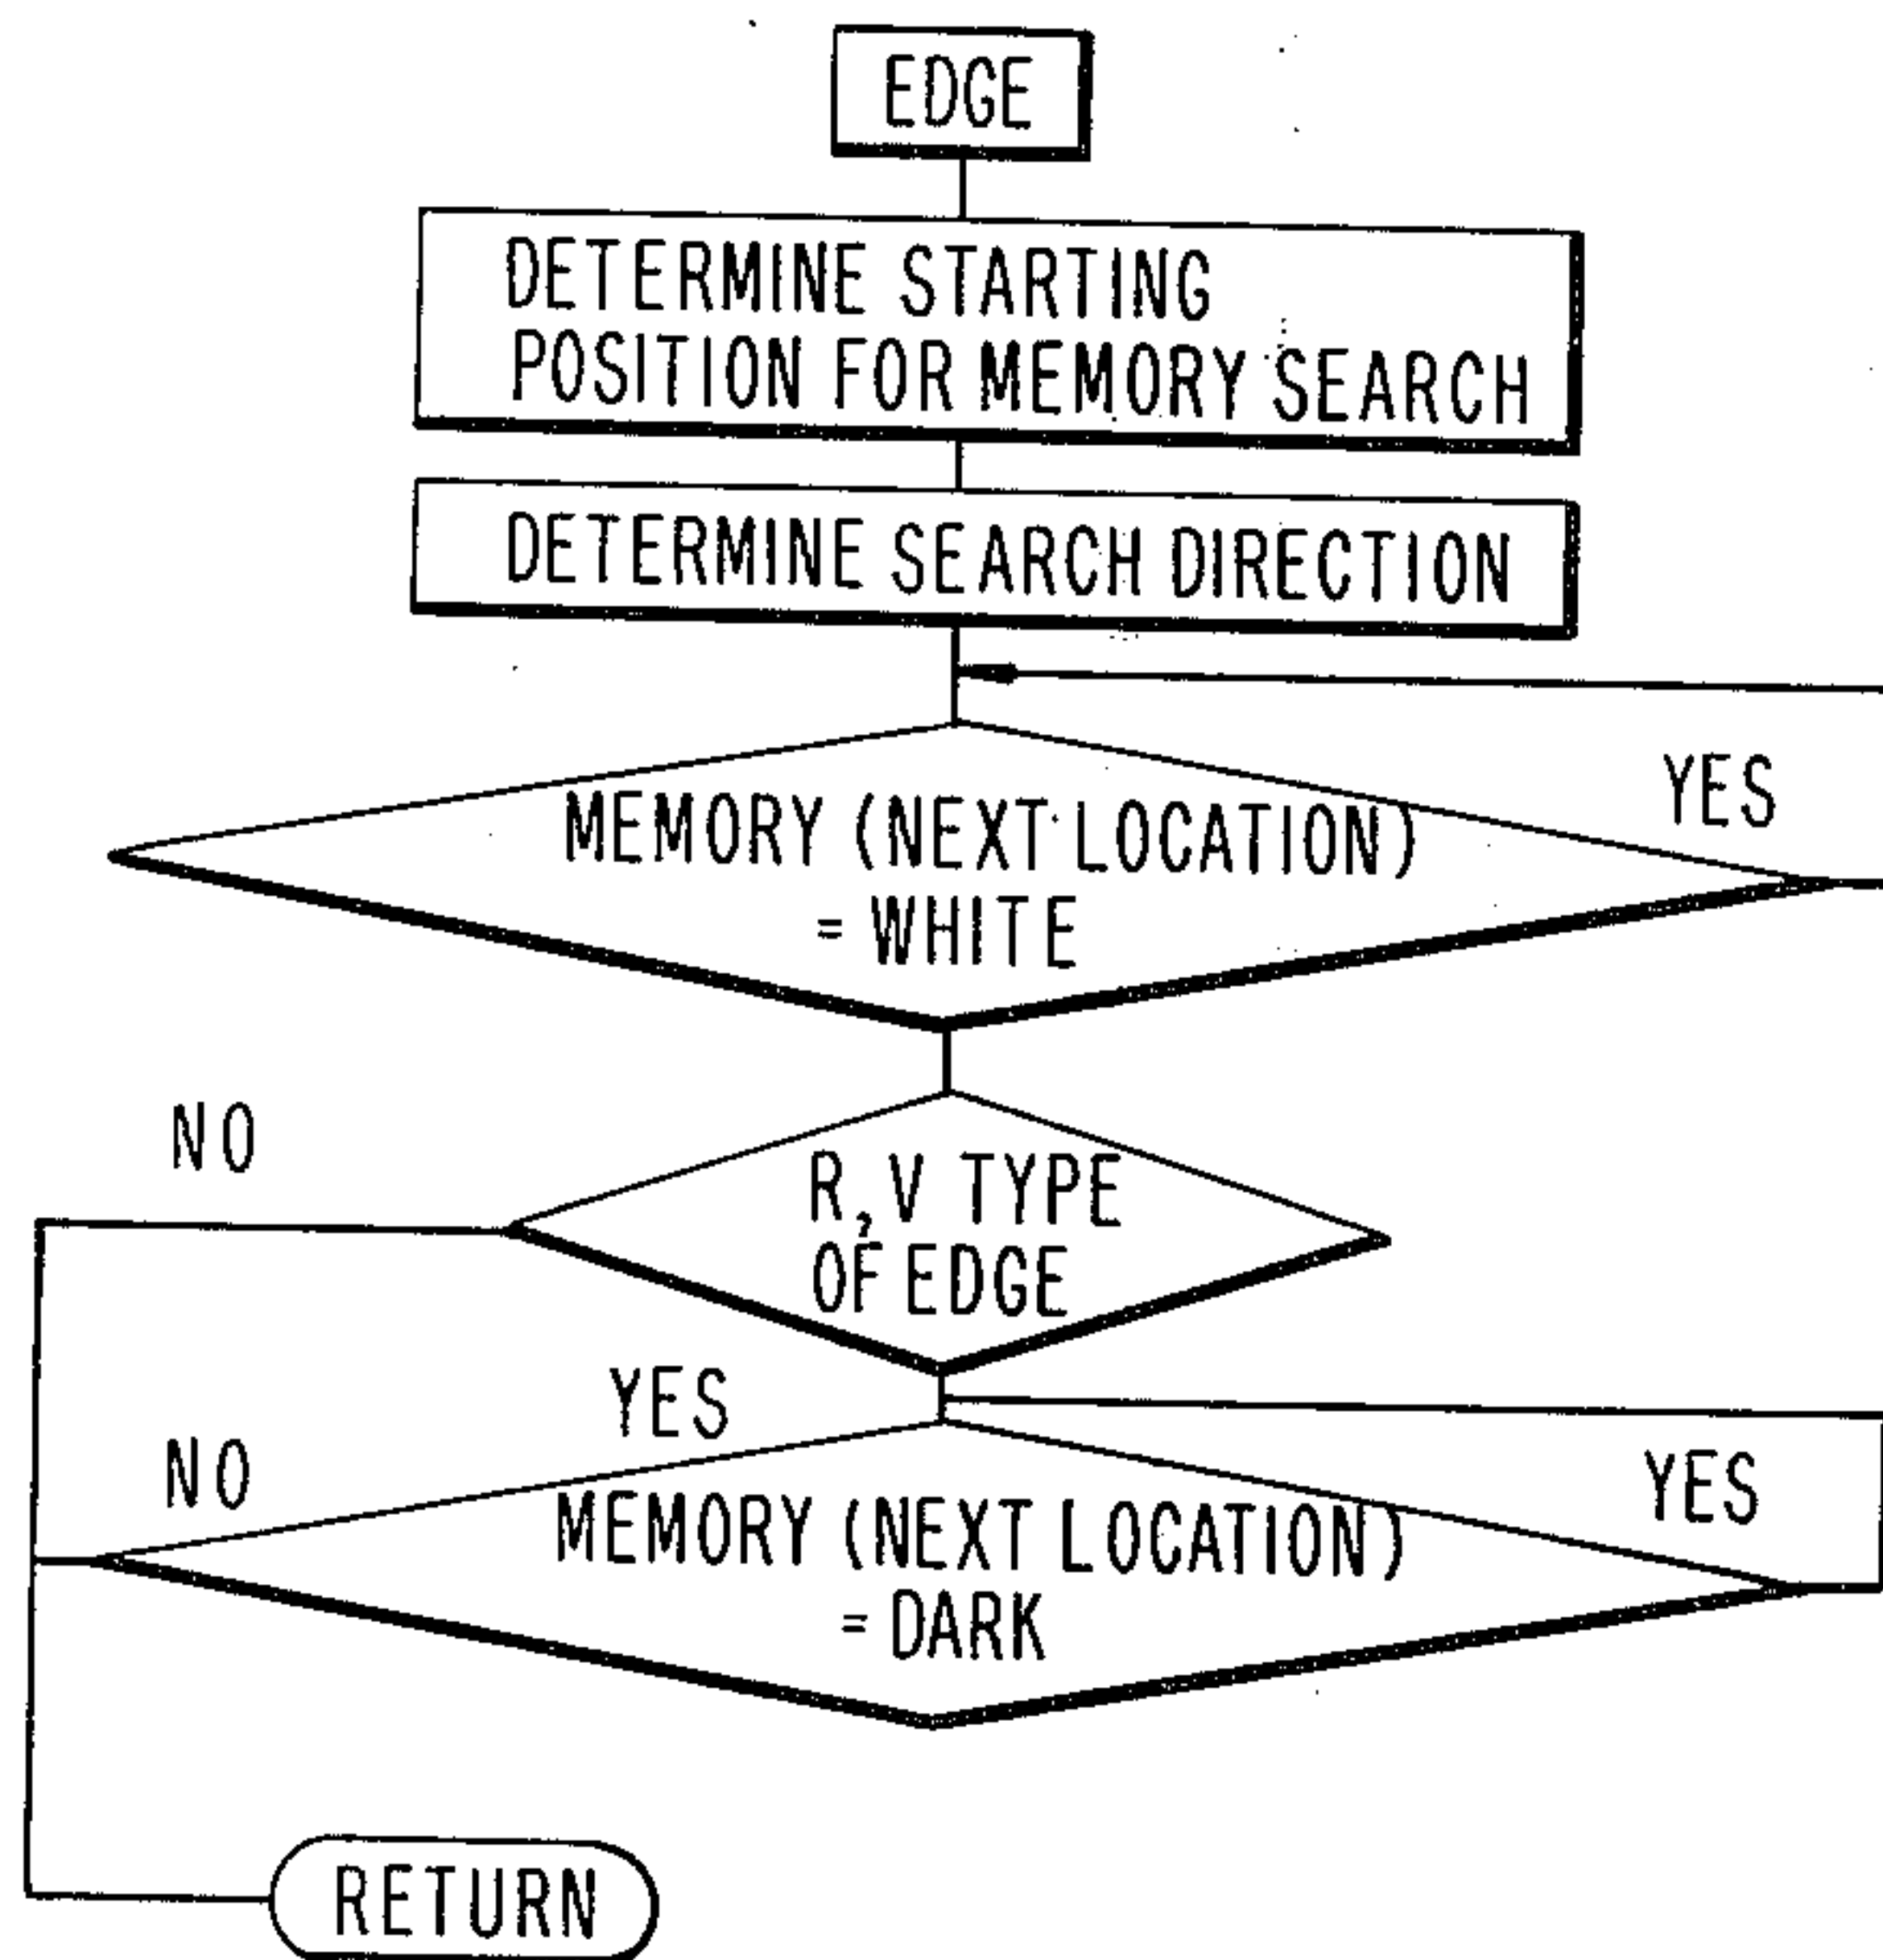 EDGE
DETERMINE STARTING
POSITION FOR MEMORY SEARCH
DETERMINE SEARCH DIRECTION
YES
MEMORY (NEXT LOCATION)
= WHITE
NO
R, V TYPE
OF EDGE
YES
NO
YES
MEMORY (NEXT LOCATION)
= DARK
RETURN